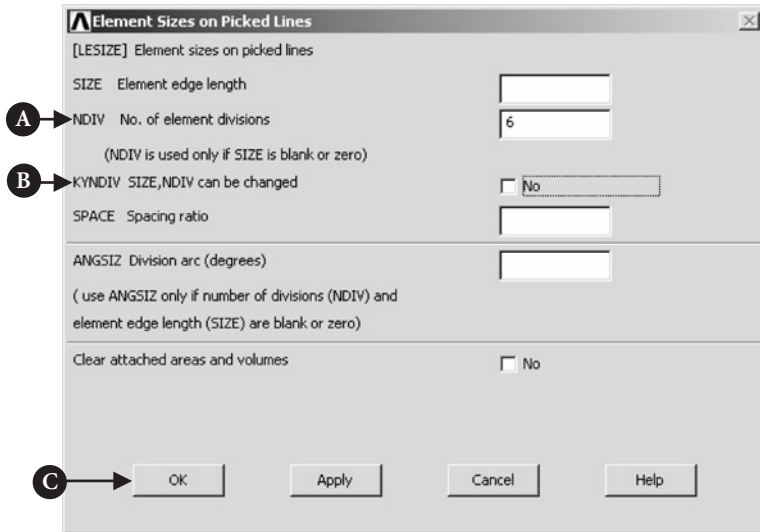 Element Sizes on Picked Lines
[LESIZE] Element sizes on picked lines
SIZE Element edge length
A NDIV No. of element divisions 6
(NDIV is used only if SIZE is blank or zero)
B KYNDIV SIZE,NDIV can be changed No
SPACE Spacing ratio
ANGSIZ Division arc (degrees)
( use ANGSIZ only if number of divisions (NDIV) and
element edge length (SIZE) are blank or zero)
Clear attached areas and volumes No
C OK Apply Cancel Help